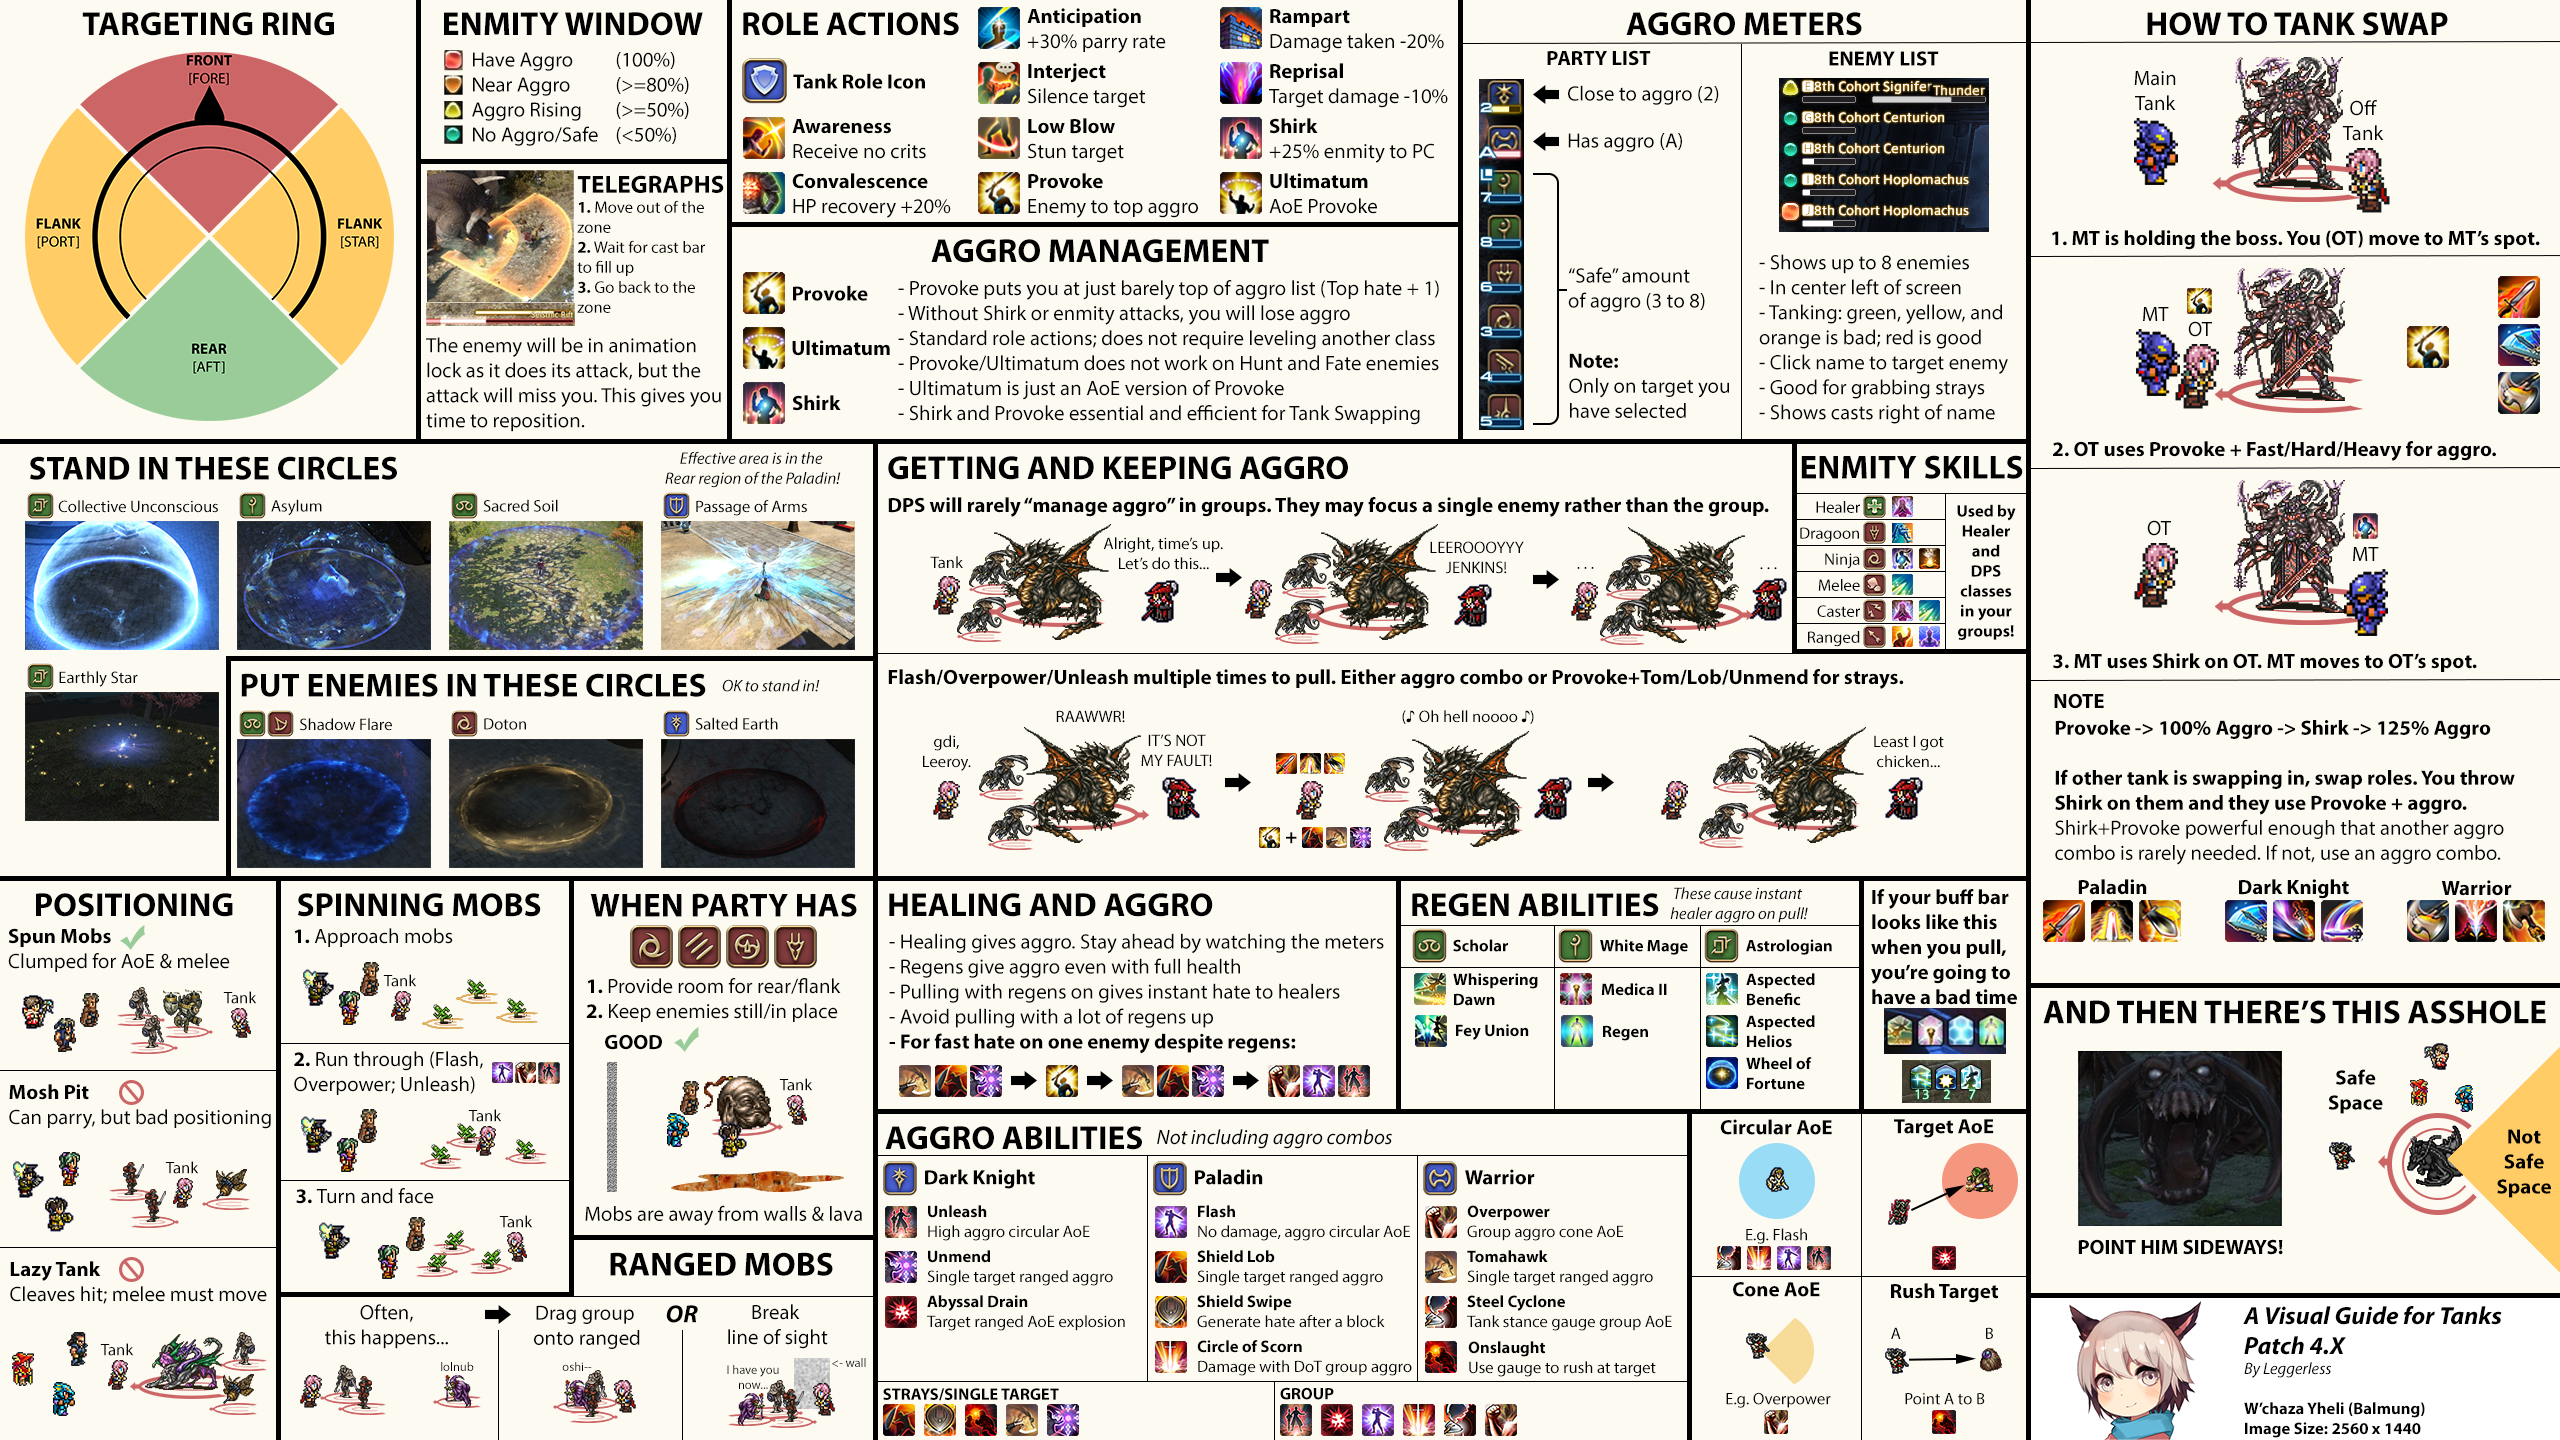 TARGETING RING
FRONT
[FORE]
FLANK
[PORT]
FLANK
[STAR]
REAR
[AFT]
ENMITY WINDOW
Have Aggro (100%)
Near Aggro (>=80%)
Aggro Rising (>=50%)
No Aggro/Safe (<50%)
TELEGRAPHS
1. Move out of the
zone
2. Wait for cast bar
to fill up
3. Go back to the
zone
Seismic Rift
The enemy will be in animation
lock as it does its attack, but the
attack will miss you. This gives you
time to reposition.
ROLE ACTIONS
Tank Role Icon
Awareness
Receive no crits
Convalescence
HP recovery +20%
Anticipation
+30% parry rate
Interject
Silence target
Low Blow
Stun target
Provoke
Enemy to top aggro
Rampart
Damage taken -20%
Reprisal
Target damage -10%
Shirk
+25% enmity to PC
Ultimatum
AoE Provoke
AGGRO MANAGEMENT
Provoke
Ultimatum
Shirk
- Provoke puts you at just barely top of aggro list (Top hate + 1)
- Without Shirk or enmity attacks, you will lose aggro
- Standard role actions; does not require leveling another class
- Provoke/Ultimatum does not work on Hunt and Fate enemies
- Ultimatum is just an AoE version of Provoke
- Shirk and Provoke essential and efficient for Tank Swapping
AGGRO METERS
PARTY LIST
2
A
7
8
6
3
4
5
Close to aggro (2)
Has aggro (A)
“Safe” amount
of aggro (3 to 8)
Note:
Only on target you
have selected
ENEMY LIST
8th Cohort Signifer Thunder
8th Cohort Centurion
8th Cohort Centurion
8th Cohort Hoplomachus
8th Cohort Hoplomachus
- Shows up to 8 enemies
- In center left of screen
- Tanking: green, yellow, and
orange is bad; red is good
- Click name to target enemy
- Good for grabbing strays
- Shows casts right of name
HOW TO TANK SWAP
Main
Tank
Off
Tank
1. MT is holding the boss. You (OT) move to MT’s spot.
MT
OT
2. OT uses Provoke + Fast/Hard/Heavy for aggro.
OT
MT
3. MT uses Shirk on OT. MT moves to OT’s spot.
NOTE
Provoke -> 100% Aggro -> Shirk -> 125% Aggro
If other tank is swapping in, swap roles. You throw
Shirk on them and they use Provoke + aggro.
Shirk+Provoke powerful enough that another aggro
combo is rarely needed. If not, use an aggro combo.
Paladin
Dark Knight
Warrior
STAND IN THESE CIRCLES
Effective area is in the
Rear region of the Paladin!
Collective Unconscious
Asylum
Sacred Soil
Passage of Arms
Earthly Star
PUT ENEMIES IN THESE CIRCLES
OK to stand in!
Shadow Flare
Doton
Salted Earth
GETTING AND KEEPING AGGRO
DPS will rarely “manage aggro” in groups. They may focus a single enemy rather than the group.
Tank
Alright, time’s up.
Let’s do this...
LEEROOOYYY
JENKINS!
...
...
Flash/Overpower/Unleash multiple times to pull. Either aggro combo or Provoke+Tom/Lob/Unmend for strays.
gdi,
Leeroy.
RAAWWR!
IT’S NOT
MY FAULT!
(♪ Oh hell noooo ♪)
+
Least I got
chicken...
ENMITY SKILLS
Healer
Dragoon
Ninja
Melee
Caster
Ranged
Used by
Healer
and
DPS
classes
in your
groups!
POSITIONING
Spun Mobs
Clumped for AoE & melee
Tank
Mosh Pit
Can parry, but bad positioning
Tank
Lazy Tank
Cleaves hit; melee must move
Tank
SPINNING MOBS
1. Approach mobs
Tank
2. Run through (Flash,
Overpower; Unleash)
Tank
3. Turn and face
Tank
WHEN PARTY HAS
1. Provide room for rear/flank
2. Keep enemies still/in place
GOOD
Tank
Mobs are away from walls & lava
RANGED MOBS
Often,
this happens...
lolnub
Drag group
onto ranged
oshi--
OR
Break
line of sight
I have you
now...
<- wall
HEALING AND AGGRO
- Healing gives aggro. Stay ahead by watching the meters
- Regens give aggro even with full health
- Pulling with regens on gives instant hate to healers
- Avoid pulling with a lot of regens up
- For fast hate on one enemy despite regens:
REGEN ABILITIES
These cause instant
healer aggro on pull!
Scholar
White Mage
Astrologian
Whispering
Dawn
Fey Union
Medica II
Regen
Aspected
Benefic
Aspected
Helios
Wheel of
Fortune
If your buff bar
looks like this
when you pull,
you’re going to
have a bad time
13 2 7
AGGRO ABILITIES
Not including aggro combos
Dark Knight
Unleash
High aggro circular AoE
Unmend
Single target ranged aggro
Abyssal Drain
Target ranged AoE explosion
Paladin
Flash
No damage, aggro circular AoE
Shield Lob
Single target ranged aggro
Shield Swipe
Generate hate after a block
Circle of Scorn
Damage with DoT group aggro
Warrior
Overpower
Group aggro cone AoE
Tomahawk
Single target ranged aggro
Steel Cyclone
Tank stance gauge group AoE
Onslaught
Use gauge to rush at target
STRAYS/SINGLE TARGET
GROUP
Circular AoE
E.g. Flash
Target AoE
Cone AoE
E.g. Overpower
Rush Target
A
B
Point A to B
AND THEN THERE’S THIS ASSHOLE
POINT HIM SIDEWAYS!
Safe
Space
Not
Safe
Space
A Visual Guide for Tanks
Patch 4.X
By Leggerless
W’chaza Yheli (Balmung)
Image Size: 2560 x 1440